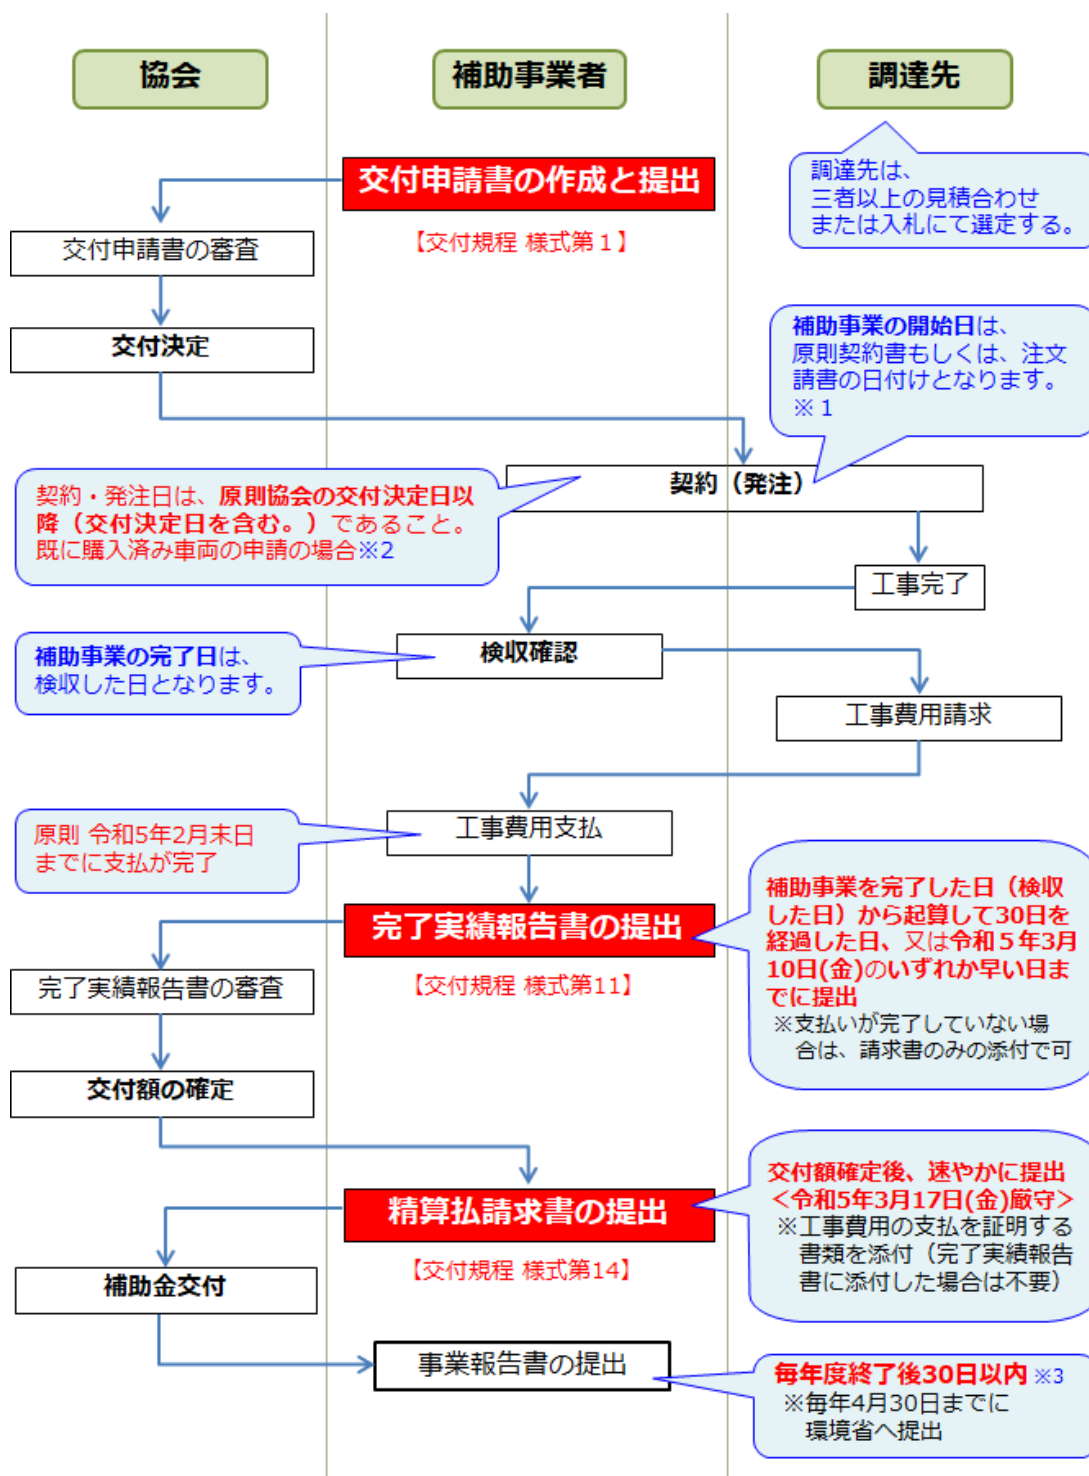 協会
補助事業者
調達先
交付申請書の作成と提出
【交付規程 様式第１】
調達先は、
三者以上の見積合わせ
または入札にて選定する。
交付申請書の審査
交付決定
補助事業の開始日は、
原則契約書もしくは、注文
請書の日付けとなります。
※１
契約（発注）
契約・発注日は、原則協会の交付決定日以
降（交付決定日を含む。）であること。
既に購入済み車両の申請の場合※2
工事完了
検収確認
補助事業の完了日は、
検収した日となります。
工事費用請求
工事費用支払
原則 令和5年2月末日
までに支払が完了
完了実績報告書の提出
【交付規程 様式第11】
補助事業を完了した日（検収
した日）から起算して30日を
経過した日、又は令和５年3月
10日(金)のいずれか早い日ま
でに提出
※支払いが完了していない場
合は、請求書のみの添付で可
完了実績報告書の審査
交付額の確定
精算払請求書の提出
【交付規程 様式第14】
交付額確定後、速やかに提出
＜令和5年3月17日(金)厳守＞
※工事費用の支払を証明する
書類を添付（完了実績報告
書に添付した場合は不要）
補助金交付
事業報告書の提出
毎年度終了後30日以内 ※3
※毎年4月30日までに
環境省へ提出